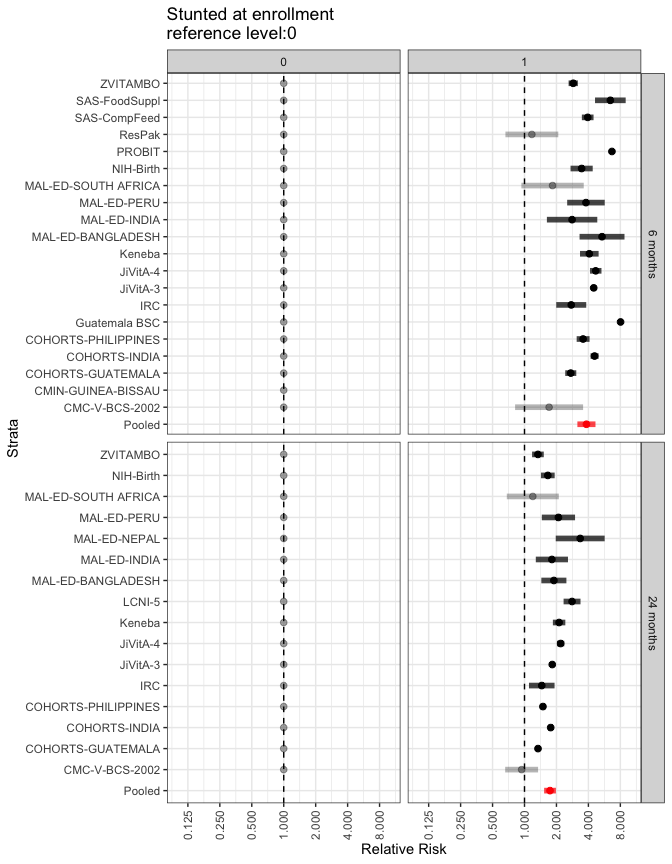 Stunted at enrollment
reference level:0
0
1
ZVITAMBO
SAS-FoodSuppl
SAS-CompFeed
ResPak
PROBIT
NIH-Birth
MAL-ED-SOUTH AFRICA
MAL-ED-PERU
MAL-ED-INDIA
MAL-ED-BANGLADESH
Keneba
JiVitA-4
JiVitA-3
IRC
Guatemala BSC
COHORTS-PHILIPPINES
COHORTS-INDIA
COHORTS-GUATEMALA
CMIN-GUINEA-BISSAU
CMC-V-BCS-2002
Pooled
6 months
Strata
ZVITAMBO
NIH-Birth
MAL-ED-SOUTH AFRICA
MAL-ED-PERU
MAL-ED-NEPAL
MAL-ED-INDIA
MAL-ED-BANGLADESH
LCNI-5
Keneba
JiVitA-4
JiVitA-3
IRC
COHORTS-PHILIPPINES
COHORTS-INDIA
COHORTS-GUATEMALA
CMC-V-BCS-2002
Pooled
24 months
0.125
0.250
0.500
1.000
2.000
4.000
8.000
0.125
0.250
0.500
1.000
2.000
4.000
8.000
Relative Risk